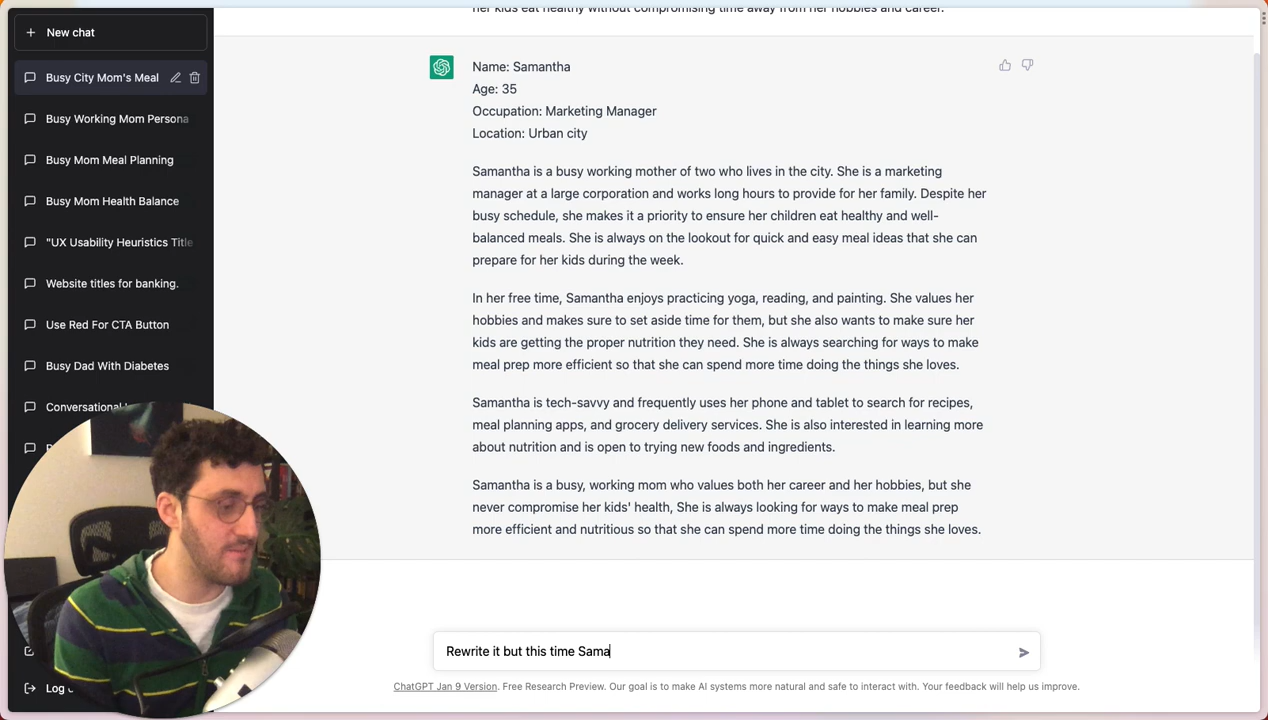 New chat
Busy City Mom's Meal
Busy Working Mom Persona
Busy Mom Meal Planning
Busy Mom Health Balance
"UX Usability Heuristics Title
Website titles for banking.
Use Red For CTA Button
Busy Dad With Diabetes
Conversational
Log
her kids eat healthy without compromising time away from her hobbies and career.
Name: Samantha
Age: 35
Occupation: Marketing Manager
Location: Urban city
Samantha is a busy working mother of two who lives in the city. She is a marketing
manager at a large corporation and works long hours to provide for her family. Despite her
busy schedule, she makes it a priority to ensure her children eat healthy and well-
balanced meals. She is always on the lookout for quick and easy meal ideas that she can
prepare for her kids during the week.
In her free time, Samantha enjoys practicing yoga, reading, and painting. She values her
hobbies and makes sure to set aside time for them, but she also wants to make sure her
kids are getting the proper nutrition they need. She is always searching for ways to make
meal prep more efficient so that she can spend more time doing the things she loves.
Samantha is tech-savvy and frequently uses her phone and tablet to search for recipes,
meal planning apps, and grocery delivery services. She is also interested in learning more
about nutrition and is open to trying new foods and ingredients.
Samantha is a busy, working mom who values both her career and her hobbies, but she
never compromise her kids' health, She is always looking for ways to make meal prep
more efficient and nutritious so that she can spend more time doing the things she loves.
Rewrite it but this time Sama
ChatGPT Jan 9 Version. Free Research Preview. Our goal is to make AI systems more natural and safe to interact with. Your feedback will help us improve.